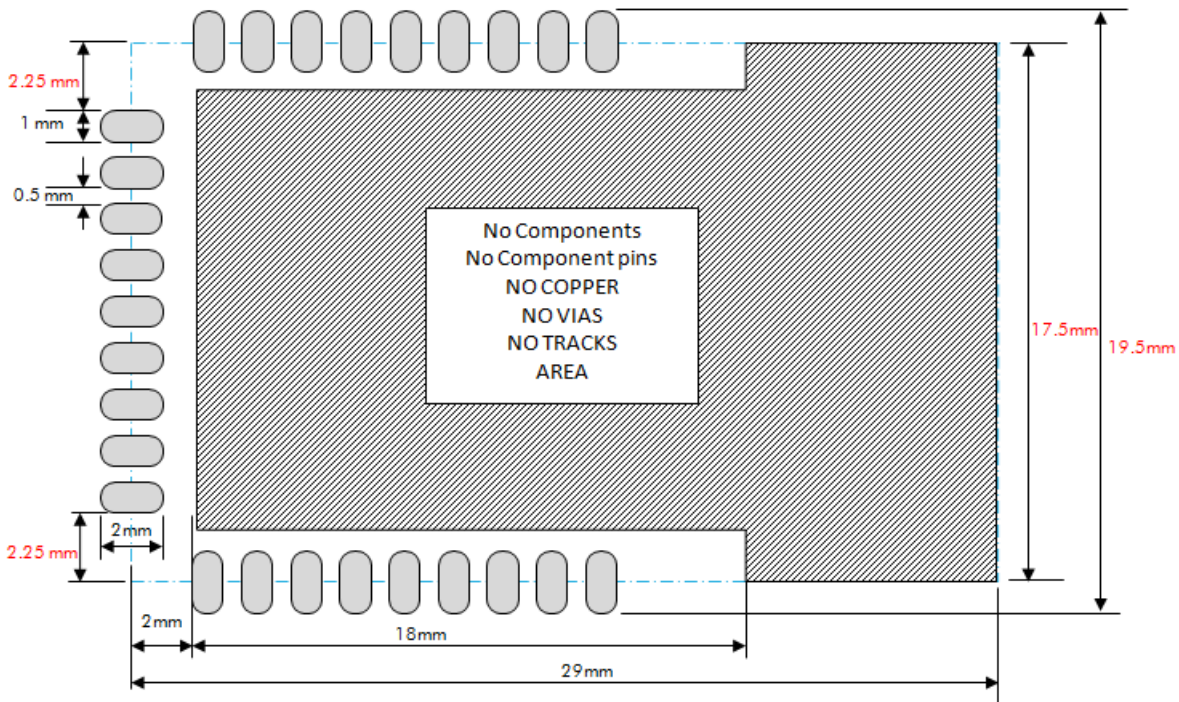 2.25 mm
1 mm
0.5 mm
No Components
No Component pins
NO COPPER
NO VIAS
NO TRACKS
AREA
17.5mm
19.5mm
2mm
2.25 mm
2mm
18mm
29mm